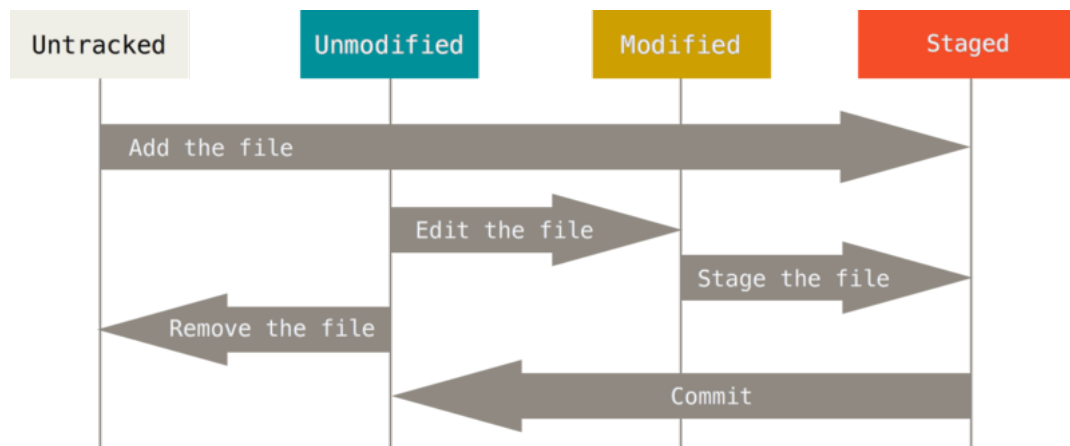 Untracked
Unmodified
Modified
Staged
Add the file
Edit the file
Stage the file
Remove the file
Commit